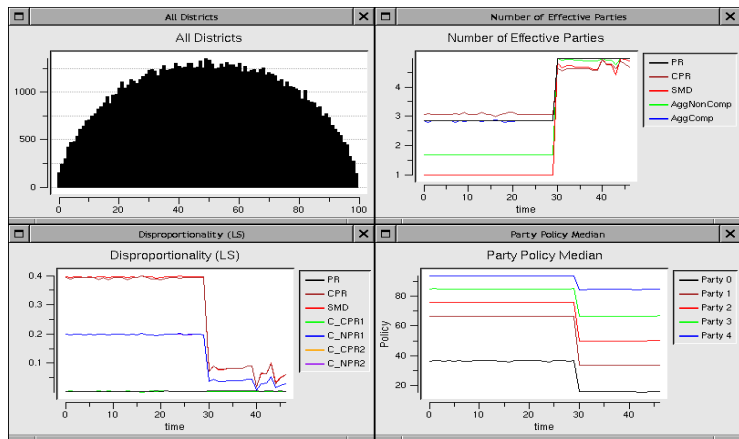 All Districts
All Districts
1000
500
0
0 20 40 60 80 100
Number of Effective Parties
Number of Effective Parties
4
3
2
1
0 20 40
time
PR
CPR
SMD
AggNonComp
AggComp
Disproportionality (LS)
Disproportionality (LS)
0.4
0.3
0.2
0.1
0 10 20 30 40
time
PR
CPR
SMD
C_CPR1
C_NPR1
C_CPR2
C_NPR2
Party Policy Median
Party Policy Median
Policy
80
60
40
20
0 20 40
time
Party 0
Party 1
Party 2
Party 3
Party 4